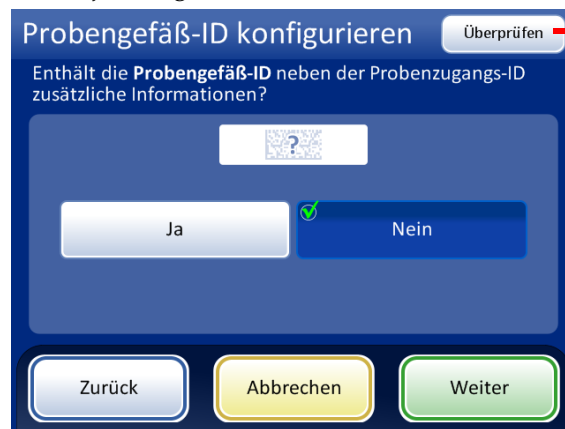 Probengefäß-ID konfigurieren
Überprüfen
Enthält die Probengefäß-ID neben der Probenzugangs-ID
zusätzliche Informationen?
?
Ja
Nein
Zurück
Abbrechen
Weiter